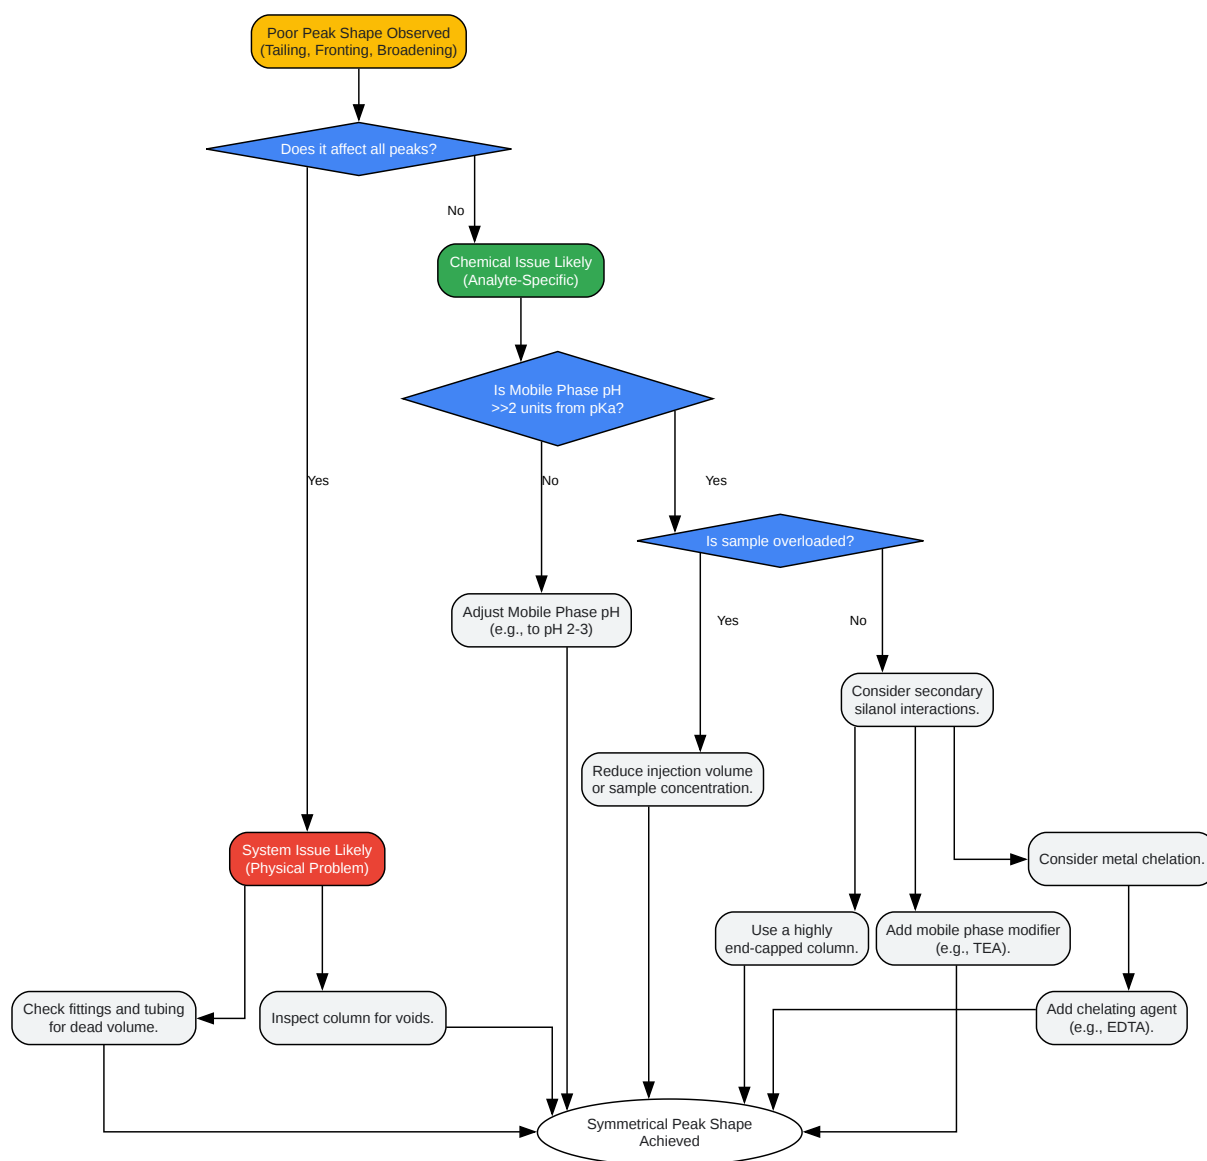 Poor Peak Shape Observed
(Tailing, Fronting, Broadening)
Does it affect all peaks?
No
Chemical Issue Likely
(Analyte-Specific)
Is Mobile Phase pH
>>2 units from pKa?
Yes
No
Yes
Is sample overloaded?
Adjust Mobile Phase pH
(e.g., to pH 2-3)
Yes
No
Consider secondary
silanol interactions.
Reduce injection volume
or sample concentration.
System Issue Likely
(Physical Problem)
Consider metal chelation.
Use a highly
end-capped column.
Add mobile phase modifier
(e.g., TEA).
Check fittings and tubing
for dead volume.
Inspect column for voids.
Add chelating agent
(e.g., EDTA).
Symmetrical Peak Shape
Achieved